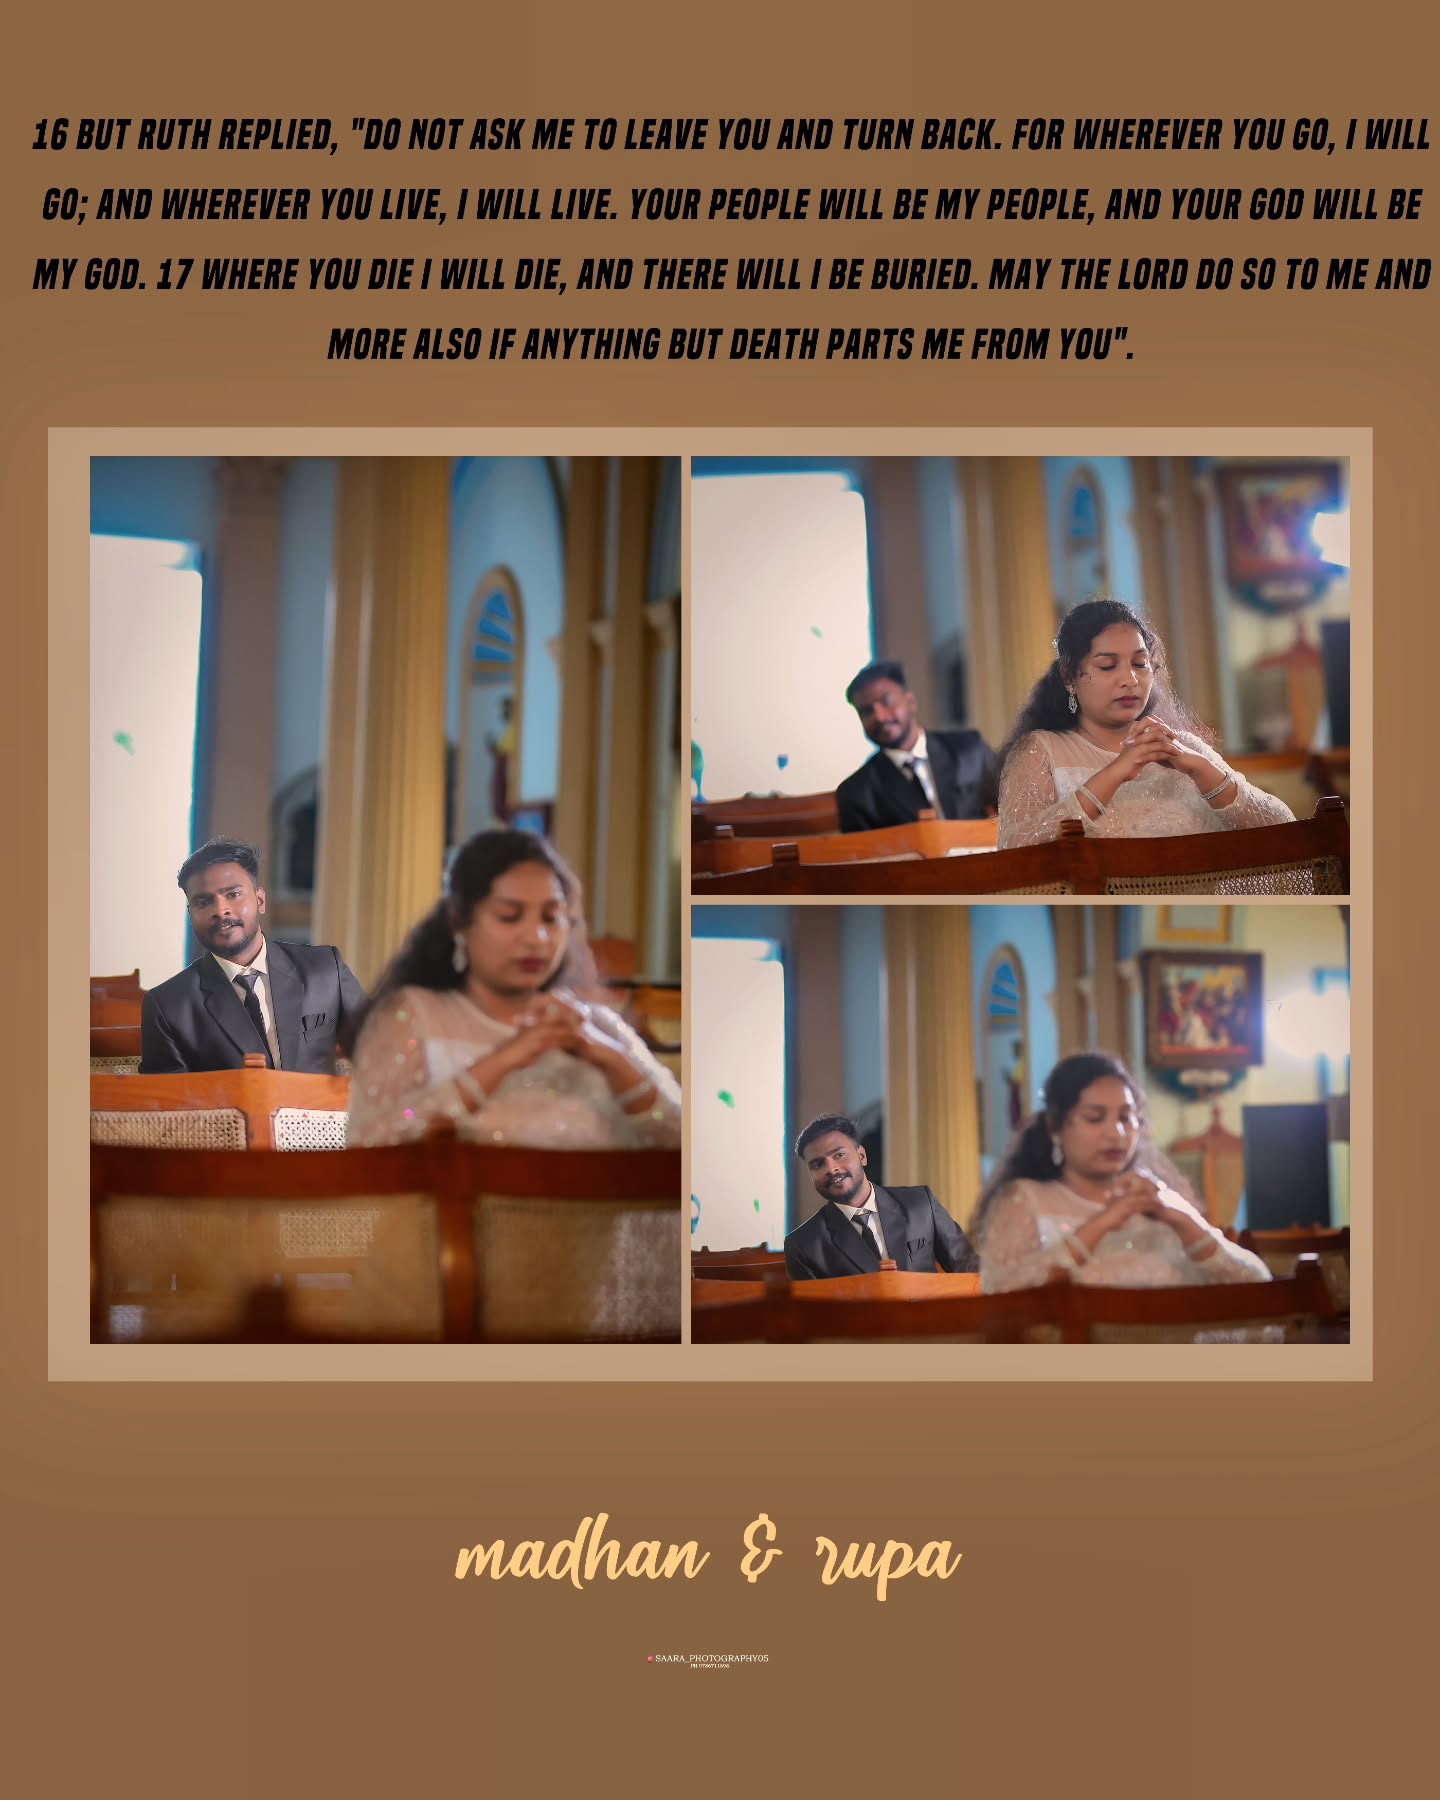 16 BUT RUTH REPLIED, "DO NOT ASK ME TO LEAVE YOU AND TURN BACK. FOR WHEREVER YOU GO, I WILL
GO; AND WHEREVER YOU LIVE, I WILL LIVE. YOUR PEOPLE WILL BE MY PEOPLE, AND YOUR GOD WILL BE
MY GOD. 17 WHERE YOU DIE I WILL DIE, AND THERE WILL I BE BURIED. MAY THE LORD DO SO TO ME AND
MORE ALSO IF ANYTHING BUT DEATH PARTS ME FROM YOU".
madhan & rupa
SAARA_PHOTOGRAPHY05